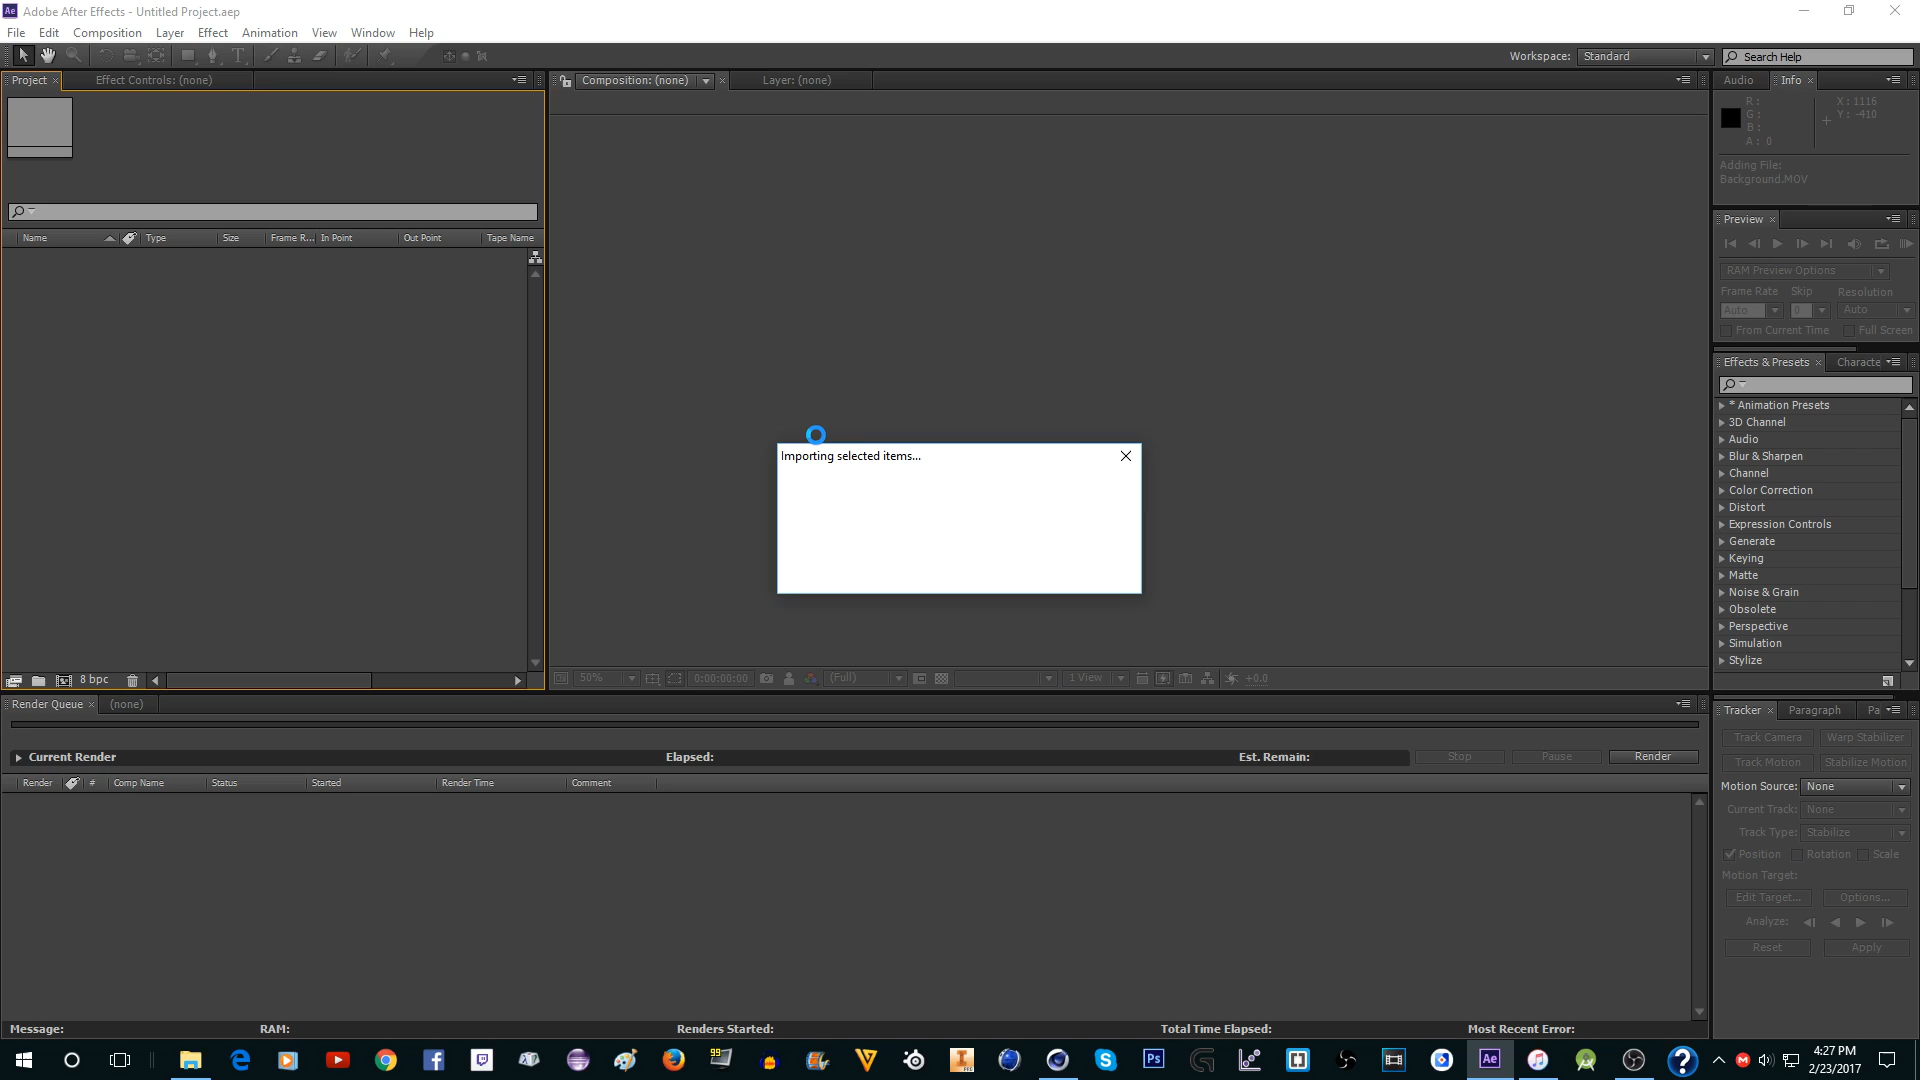 Ae Adobe After Effects - Untitled Project.aep
File Edit Composition Layer Effect Animation View Window Help
T Workspace: Standard Search Help
Project Effect Controls: (none) Composition: (none) Layer: (none) Audio Info
R: X: 1116
G: Y: -410
B:
A: 0
Adding File:
Background.MOV
Preview
Name Type Size Frame R... In Point Out Point Tape Name
RAM Preview Options
Frame Rate Skip Resolution
Auto 0 Auto
From Current Time Full Screen
Effects & Presets Characte
* Animation Presets
3D Channel
Audio
Blur & Sharpen
Channel
Color Correction
Distort
Expression Controls
Generate
Keying
Matte
Noise & Grain
Obsolete
Perspective
Simulation
Stylize
Importing selected items...
8 bpc
50% 0:00:00:00 (Full) 1 View +0.0
Render Queue (none)
Current Render Elapsed: Est. Remain: Stop Pause Render
Render # Comp Name Status Started Render Time Comment
Tracker Paragraph Pa
Track Camera Warp Stabilizer
Track Motion Stabilize Motion
Motion Source: None
Current Track: None
Track Type: Stabilize
Position Rotation Scale
Motion Target:
Edit Target... Options...
Analyze:
Reset Apply
Message: RAM: Renders Started: Total Time Elapsed: Most Recent Error:
99 Ps Ae
4:27 PM
2/23/2017